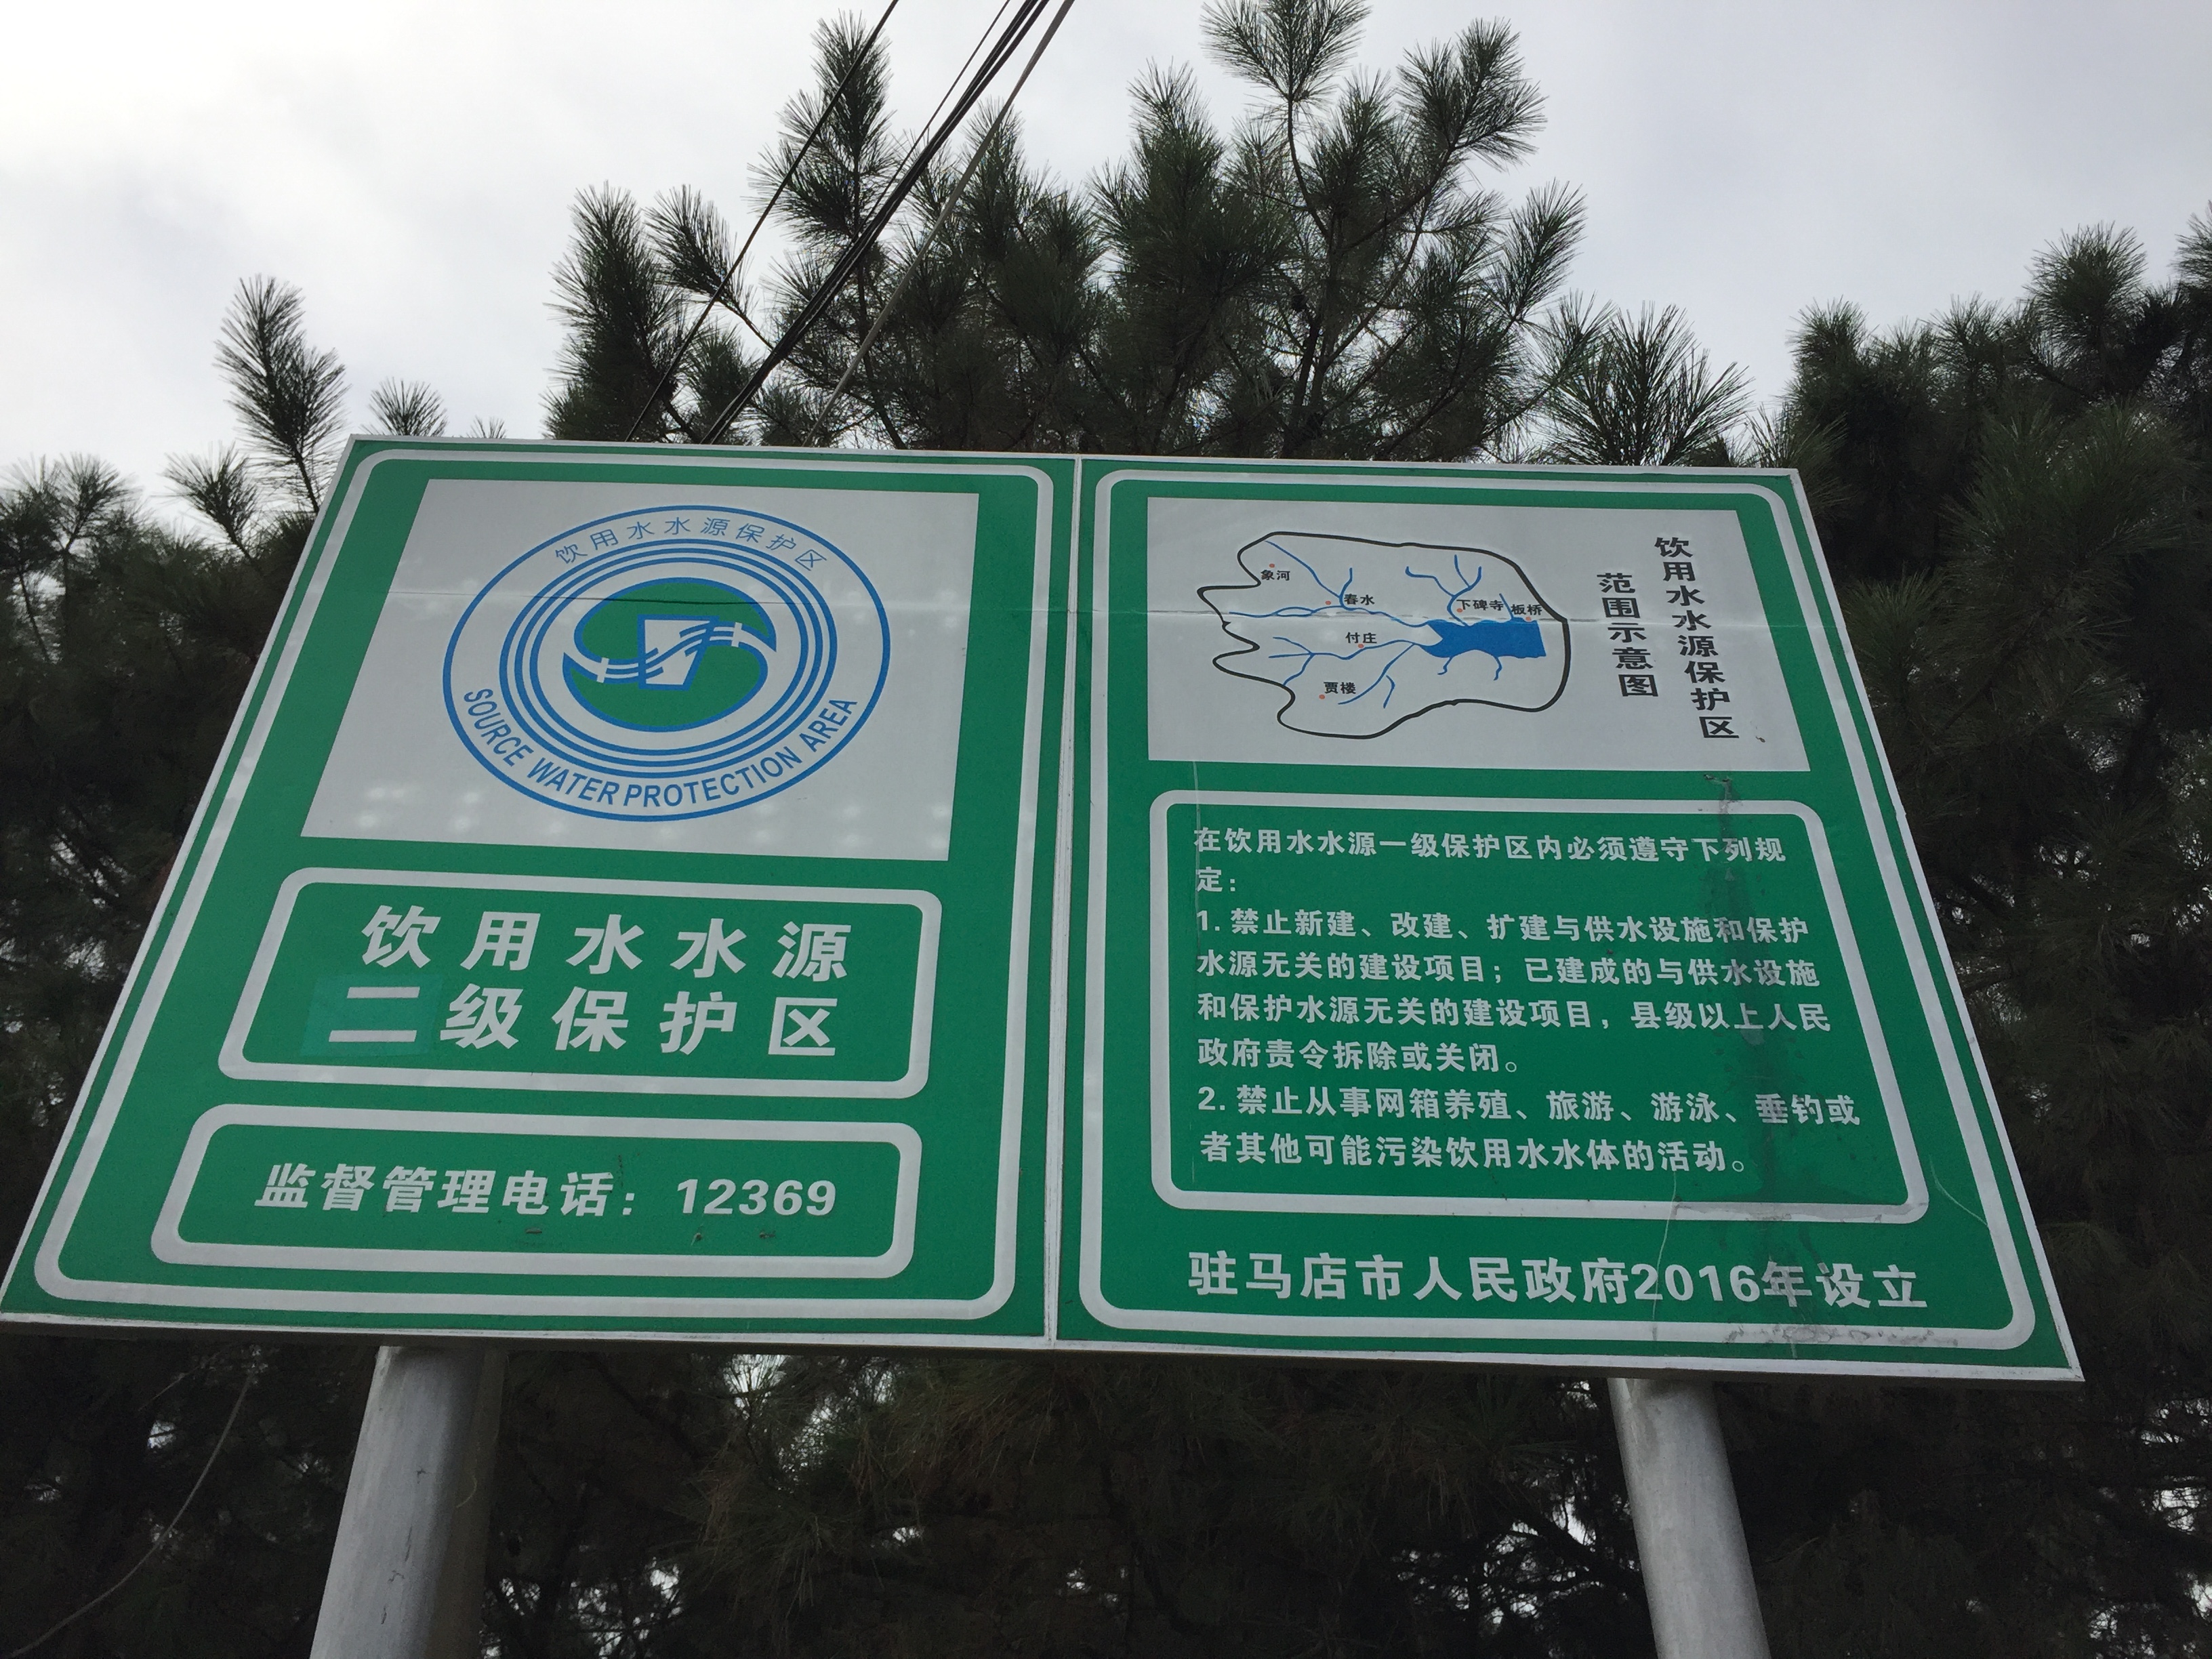 饮用水水源保护区
SOURCE WATER PROTECTION AREA
饮用水水源
二级保护区
监督管理电话：12369
饮用水水源保护区
范围示意图
象河
春水
下碑寺
板桥
付庄
贾楼
在饮用水水源一级保护区内必须遵守下列规
定：
1.禁止新建、改建、扩建与供水设施和保护
水源无关的建设项目；已建成的与供水设施
和保护水源无关的建设项目，县级以上人民
政府责令拆除或关闭。
2.禁止从事网箱养殖、旅游、游泳、垂钓或
者其他可能污染饮用水水体的活动。
驻马店市人民政府2016年设立